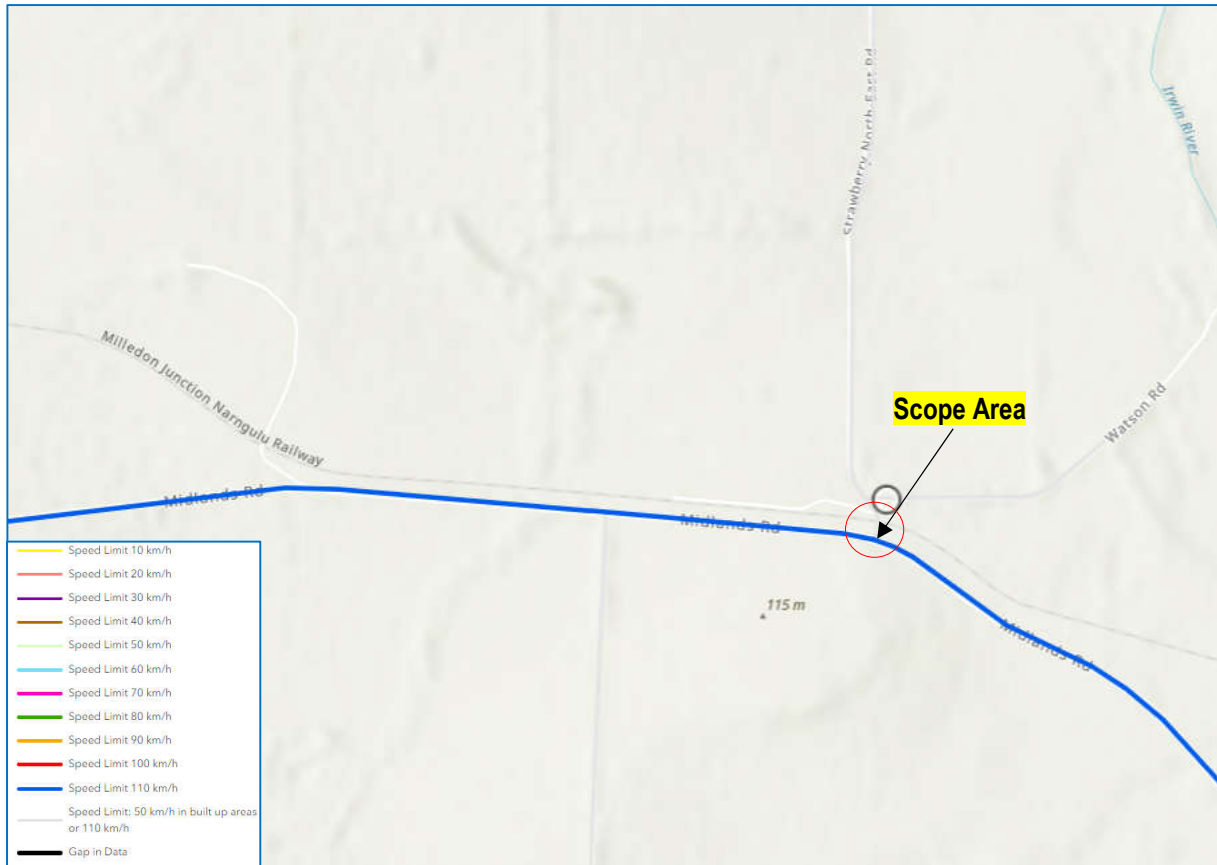 Strawberry North East Rd
Irwin River
Milledon Junction Narngulu Railway
Scope Area
Watson Rd
Midlands Rd
Midlands Rd
115 m
Midlands Rd
Speed Limit 10 km/h
Speed Limit 20 km/h
Speed Limit 30 km/h
Speed Limit 40 km/h
Speed Limit 50 km/h
Speed Limit 60 km/h
Speed Limit 70 km/h
Speed Limit 80 km/h
Speed Limit 90 km/h
Speed Limit 100 km/h
Speed Limit 110 km/h
Speed Limit: 50 km/h in built up areas
or 110 km/h
Gap in Data